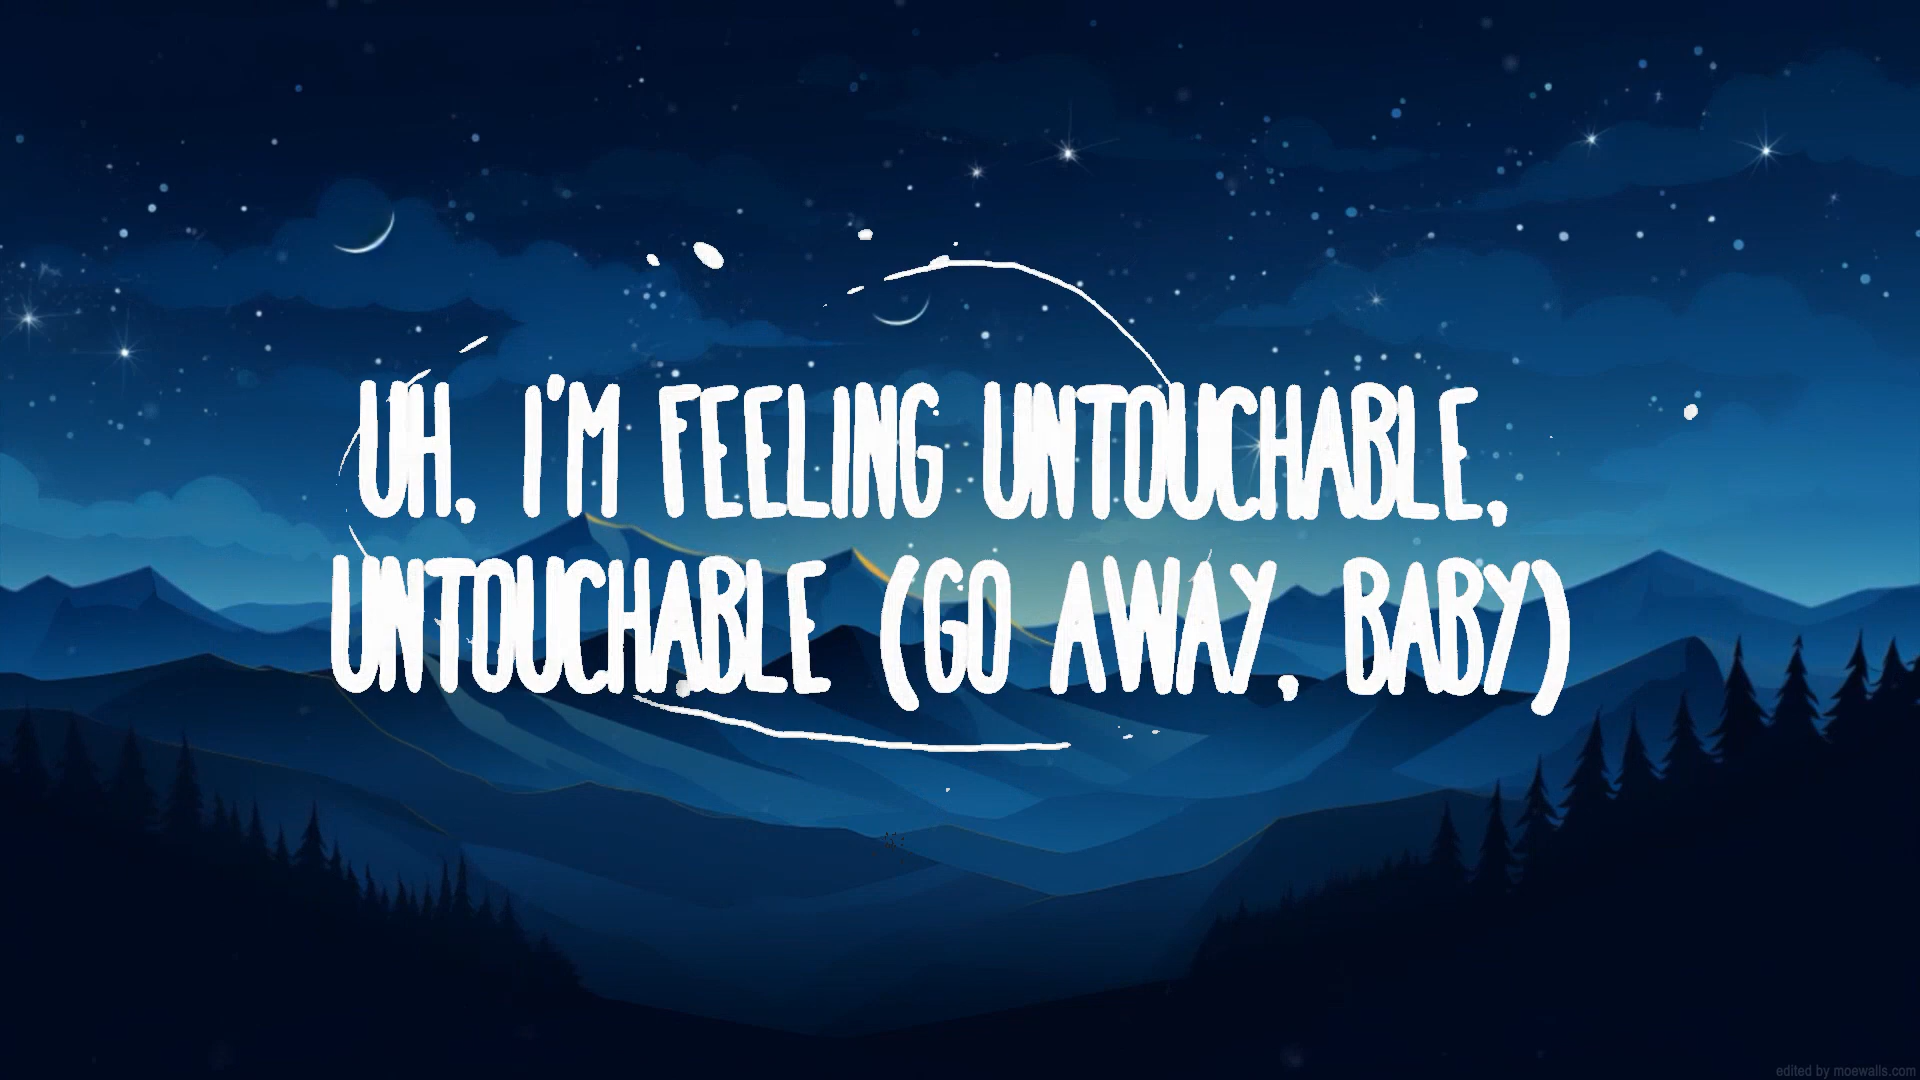 UH, I'M FEELING UNTOUCHABLE,
UNTOUCHABLE (GO AWAY, BABY)
edited by moewalls.com